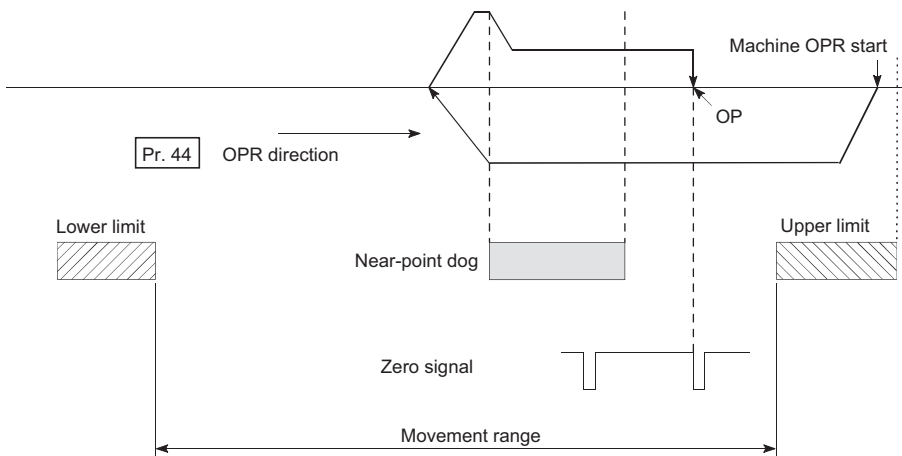 Machine OPR start
OP
Pr. 44 OPR direction
Lower limit
Upper limit
Near-point dog
Zero signal
Movement range